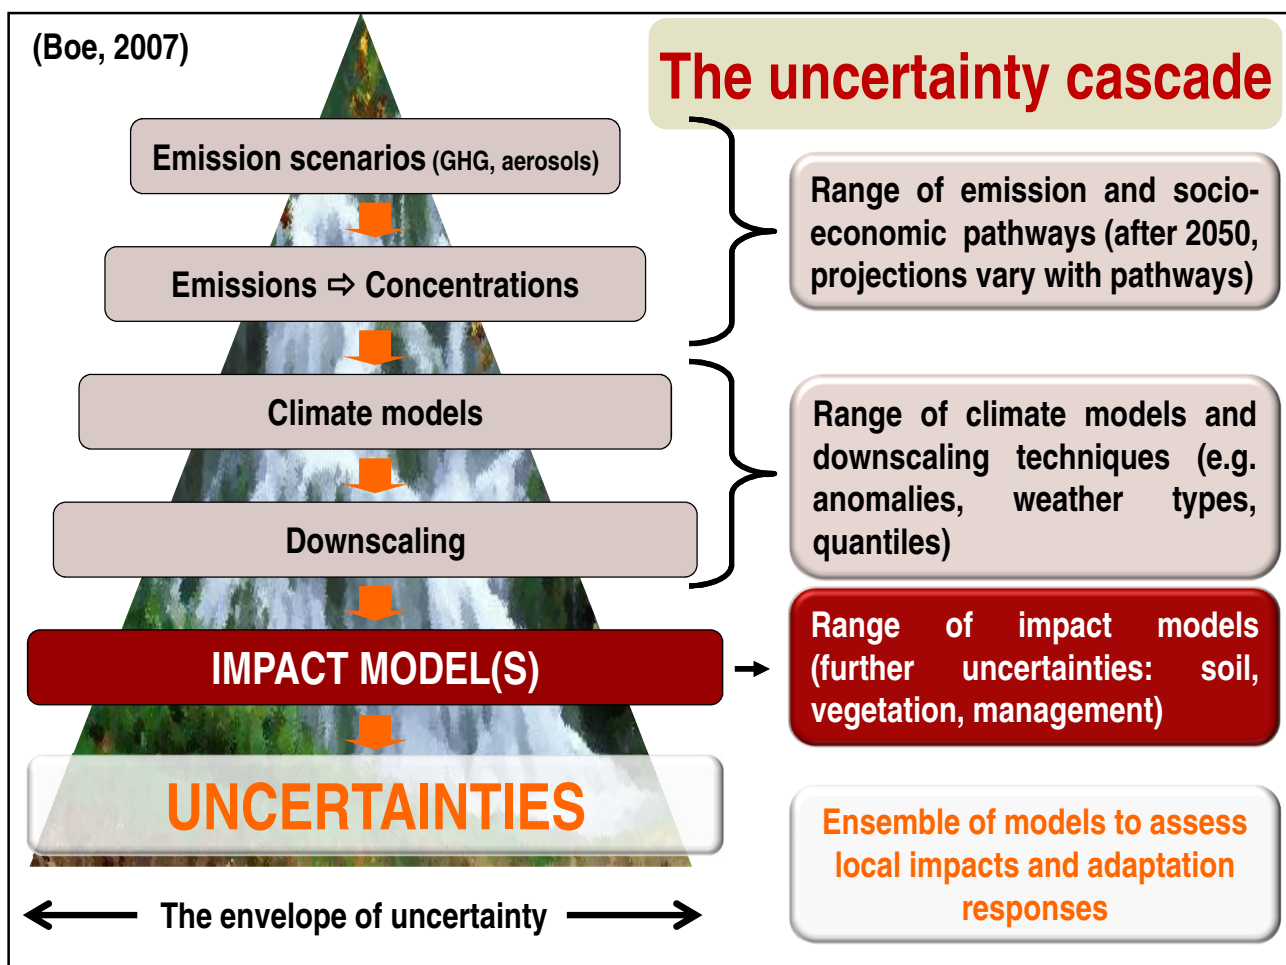 (Boe, 2007)
The uncertainty cascade
Emission scenarios (GHG, aerosols)
Emissions ⇨ Concentrations
Climate models
Downscaling
IMPACT MODEL(S)
UNCERTAINTIES
The envelope of uncertainty
Range of emission and socio-
economic pathways (after 2050,
projections vary with pathways)
Range of climate models and
downscaling techniques (e.g.
anomalies, weather types,
quantiles)
Range of impact models
(further uncertainties: soil,
vegetation, management)
Ensemble of models to assess
local impacts and adaptation
responses